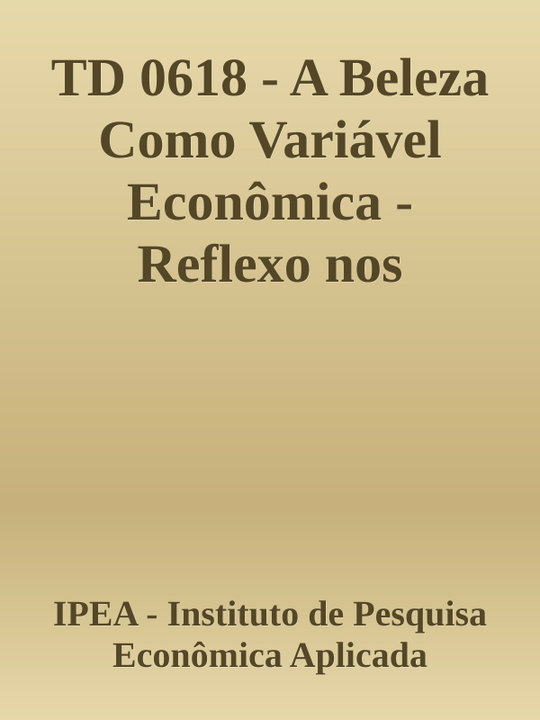 TD 0618 - A Beleza
Como Variável
Econômica -
Reflexo nos
IPEA - Instituto de Pesquisa
Econômica Aplicada